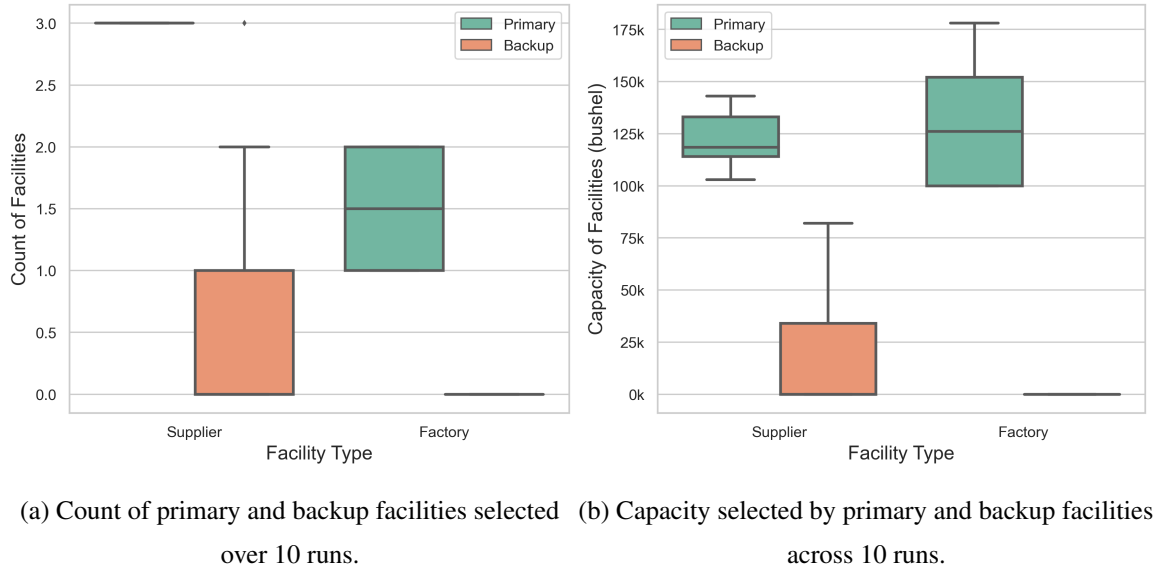 3.0
2.5
2.0
1.5
1.0
0.5
0.0
Count of Facilities
Primary
Backup
Supplier
Factory
Facility Type
175k
150k
125k
100k
75k
50k
25k
0k
Capacity of Facilities (bushel)
Primary
Backup
Supplier
Factory
Facility Type
(a) Count of primary and backup facilities selected
over 10 runs.
(b) Capacity selected by primary and backup facilities
across 10 runs.